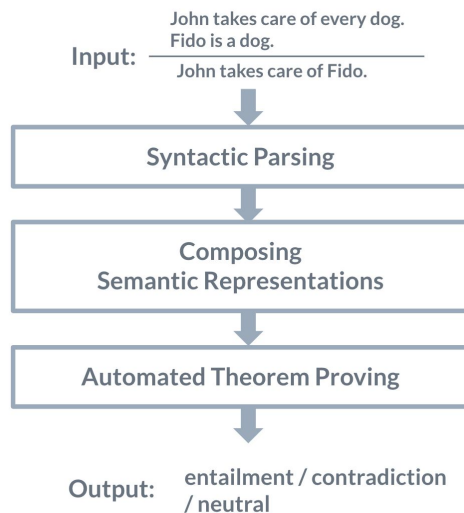 John takes care of every dog.
Fido is a dog.
Input:
John takes care of Fido.
Syntactic Parsing
Composing
Semantic Representations
Automated Theorem Proving
Output:
entailment / contradiction
/ neutral